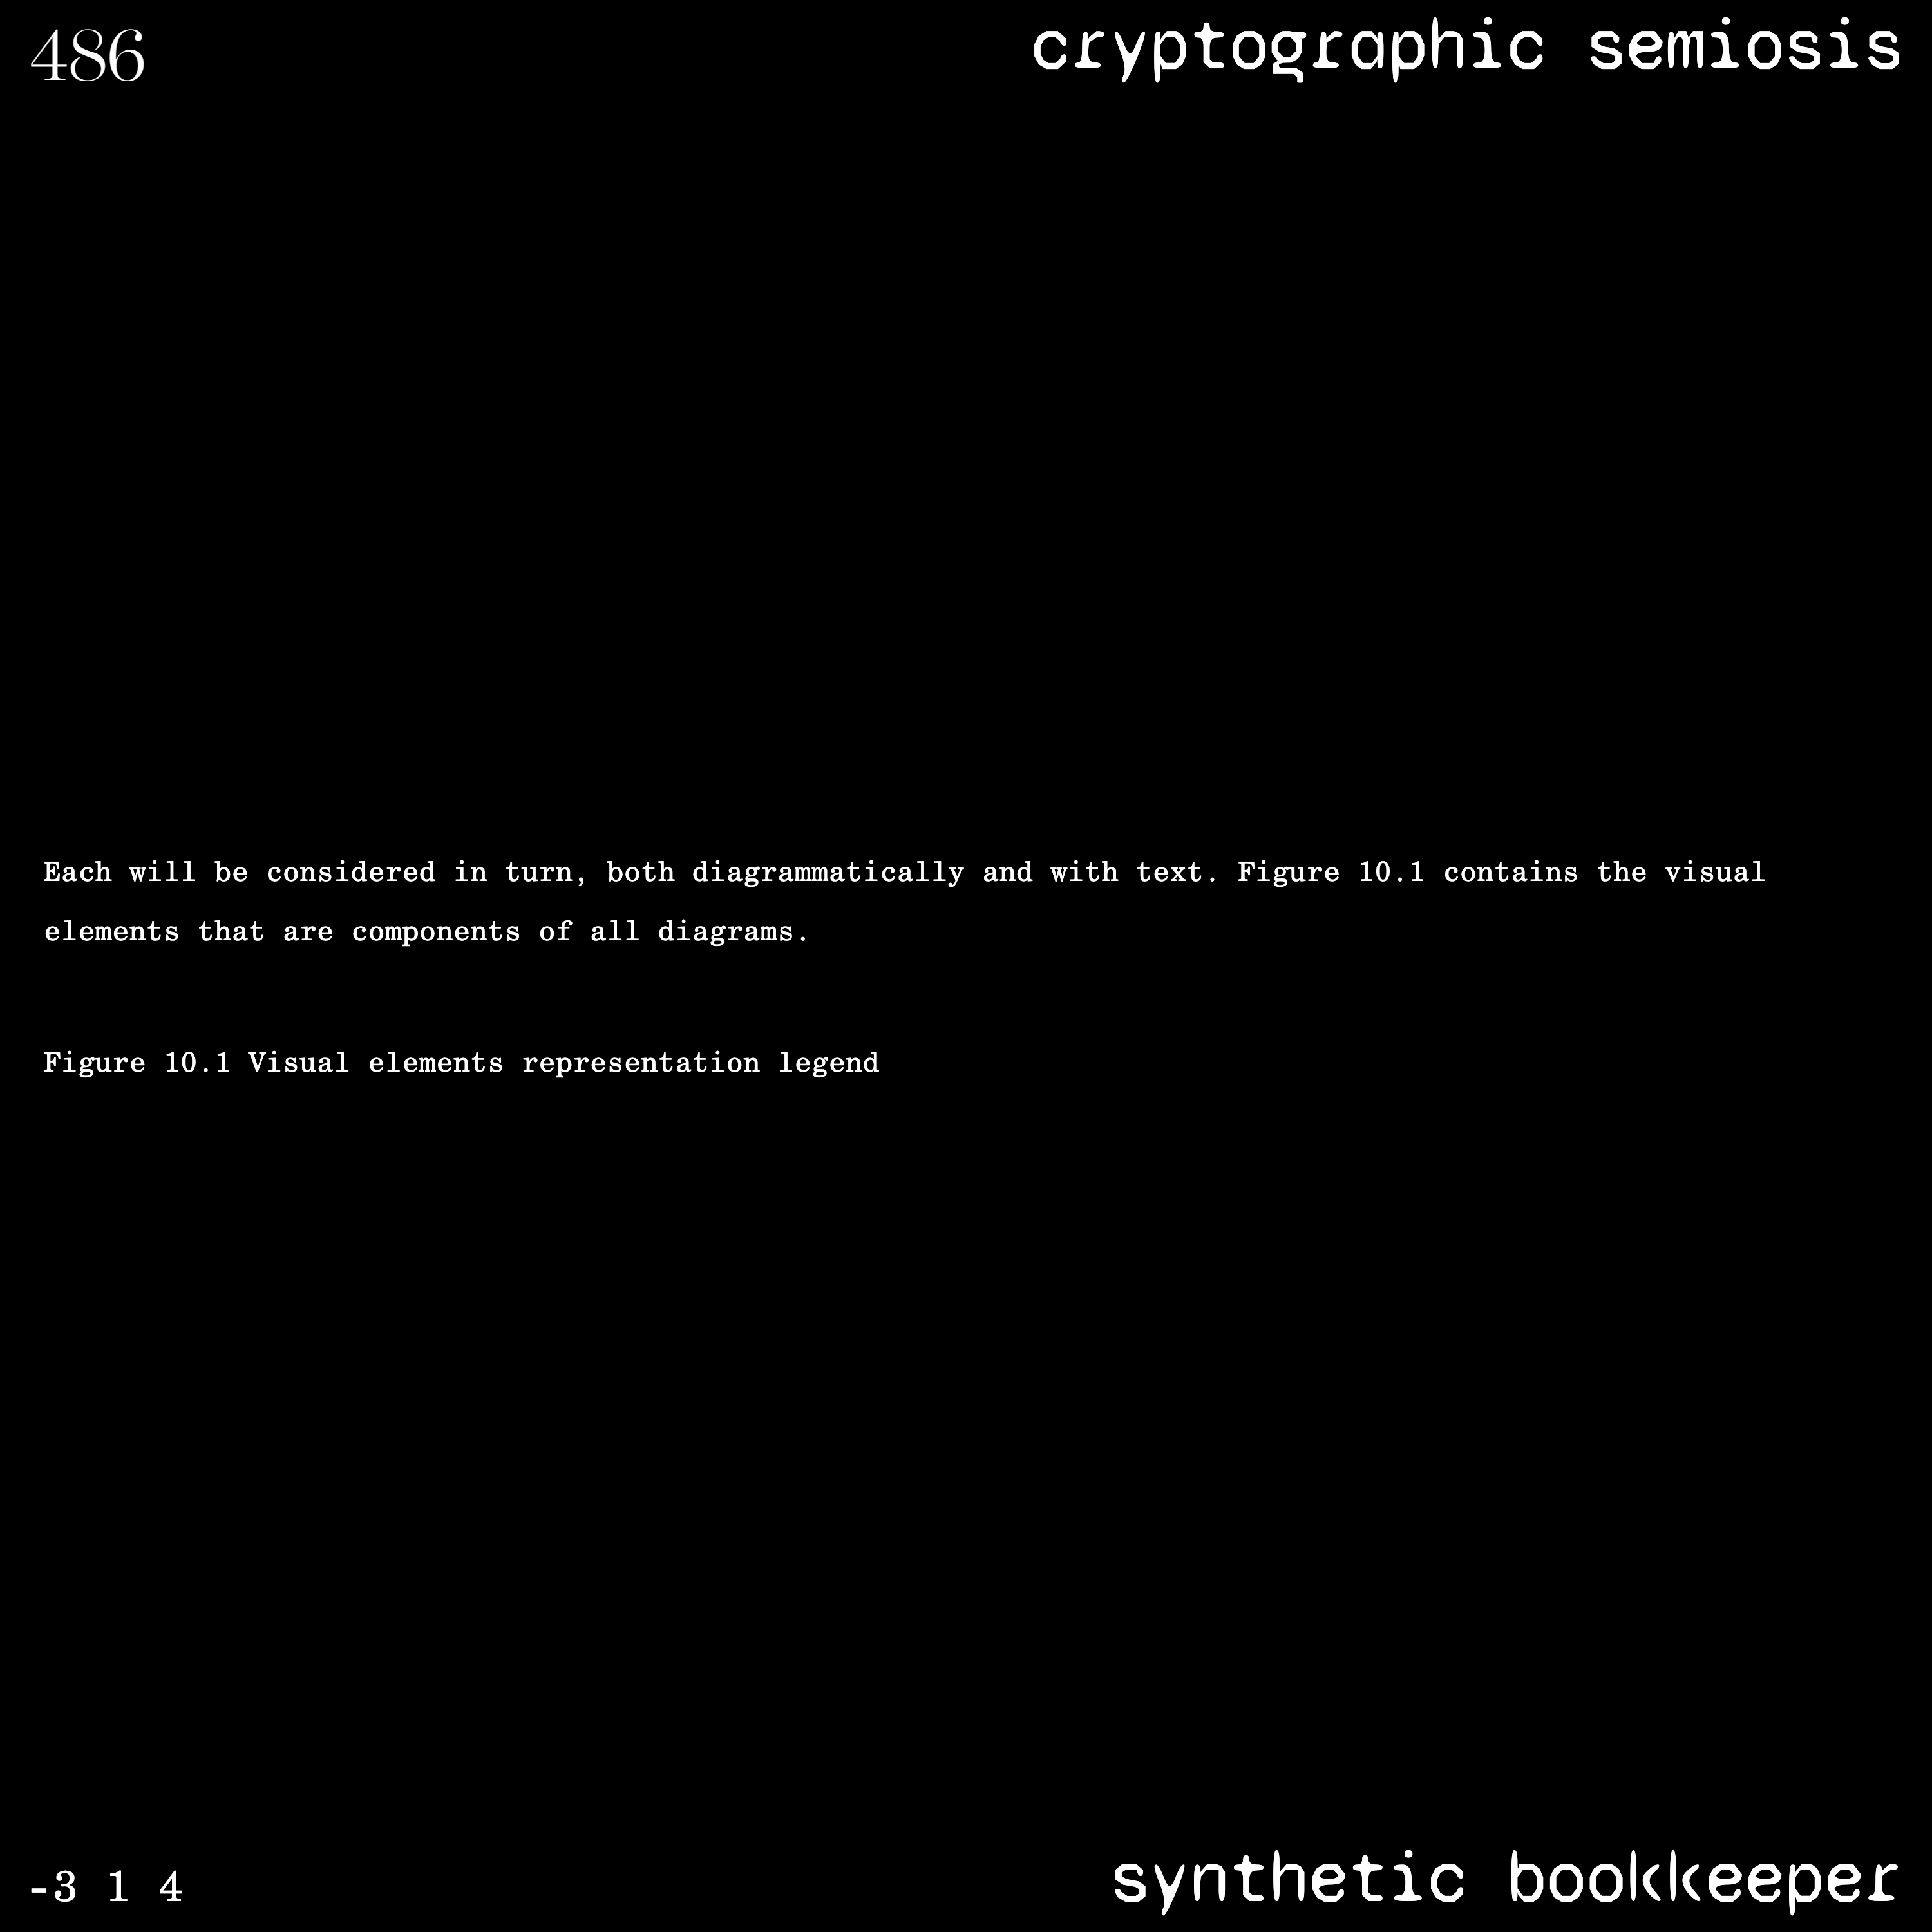 486
cryptographic semiosis
Each will be considered in turn, both diagrammatically and with text. Figure 10.1 contains the visual
elements that are components of all diagrams.
Figure 10.1 Visual elements representation legend
-3 1 4
synthetic bookkeeper